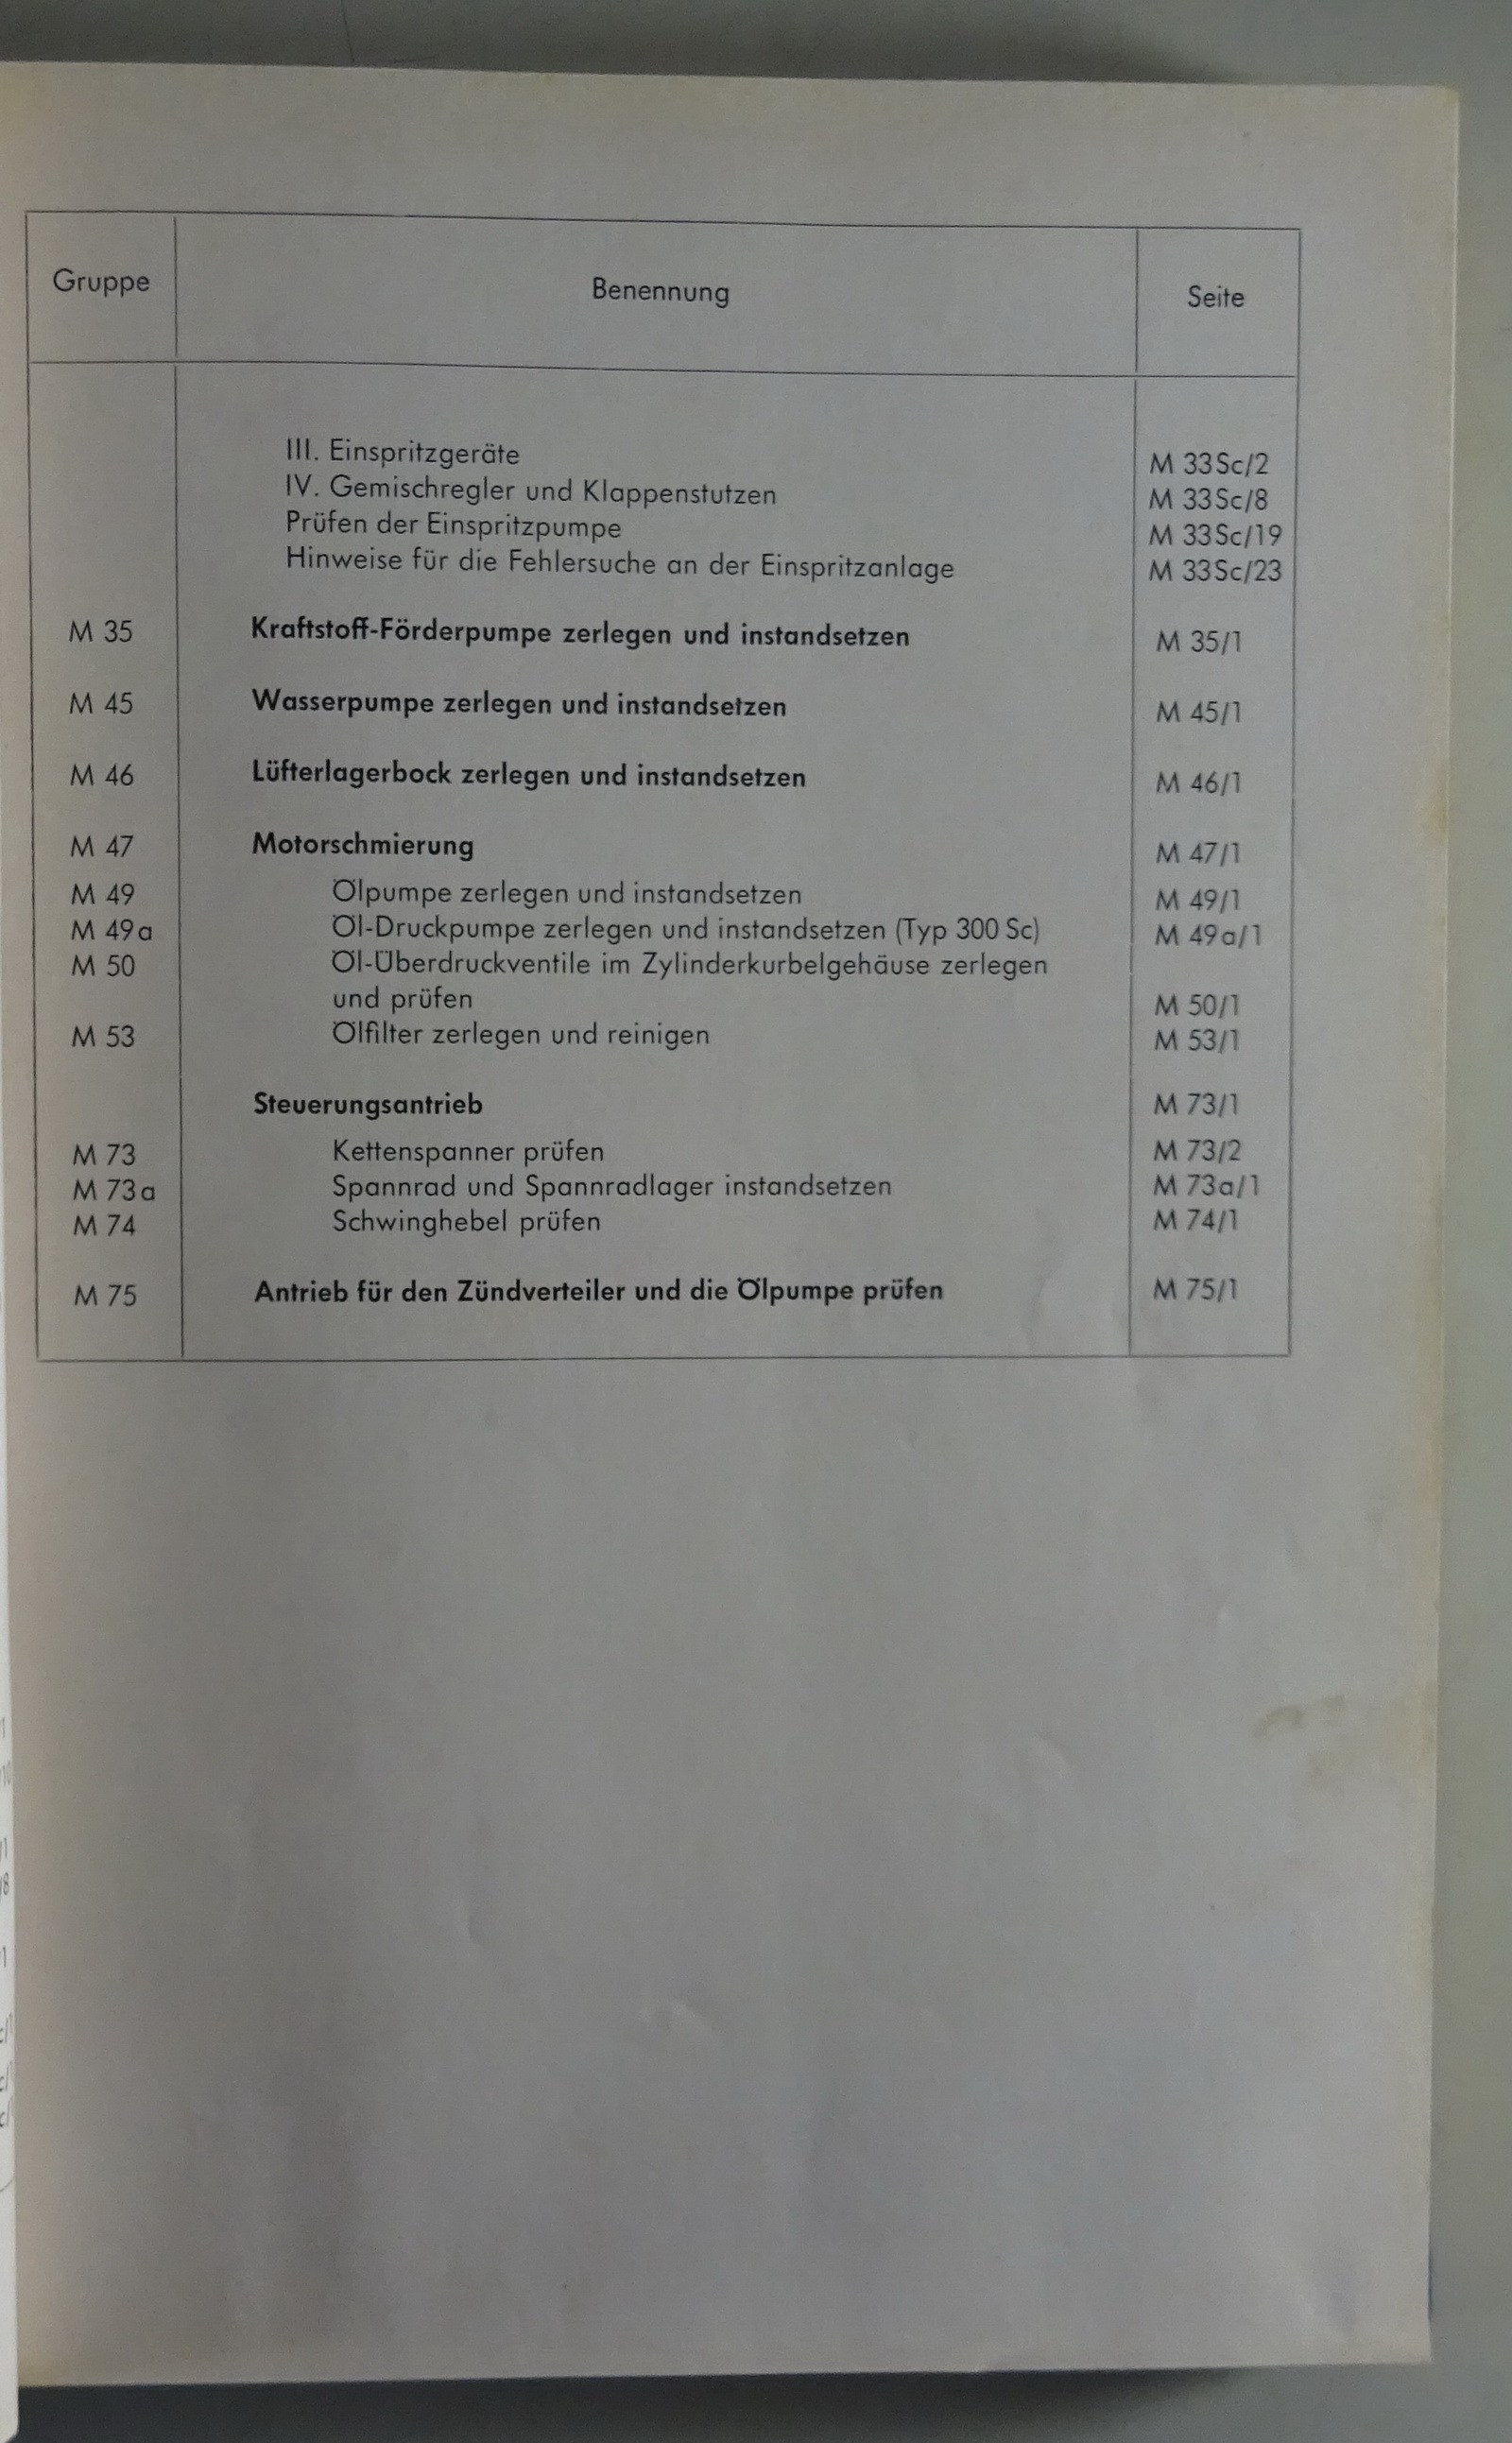 Gruppe Benennung Seite
III. Einspritzgeräte M 33 Sc/2
IV. Gemischregler und Klappenstutzen M 33 Sc/8
Prüfen der Einspritzpumpe M 33 Sc/19
Hinweise für die Fehlersuche an der Einspritzanlage M 33 Sc/23
M 35 Kraftstoff-Förderpumpe zerlegen und instandsetzen M 35/1
M 45 Wasserpumpe zerlegen und instandsetzen M 45/1
M 46 Lüfterlagerbock zerlegen und instandsetzen M 46/1
M 47 Motorschmierung M 47/1
M 49 Ölpumpe zerlegen und instandsetzen M 49/1
M 49a Öl-Druckpumpe zerlegen und instandsetzen (Typ 300 Sc) M 49a/1
M 50 Öl-Überdruckventile im Zylinderkurbelgehäuse zerlegen
und prüfen M 50/1
M 53 Ölfilter zerlegen und reinigen M 53/1
Steuerungsantrieb M 73/1
M 73 Kettenspanner prüfen M 73/2
M 73a Spannrad und Spannradlager instandsetzen M 73a/1
M 74 Schwinghebel prüfen M 74/1
M 75 Antrieb für den Zündverteiler und die Ölpumpe prüfen M 75/1